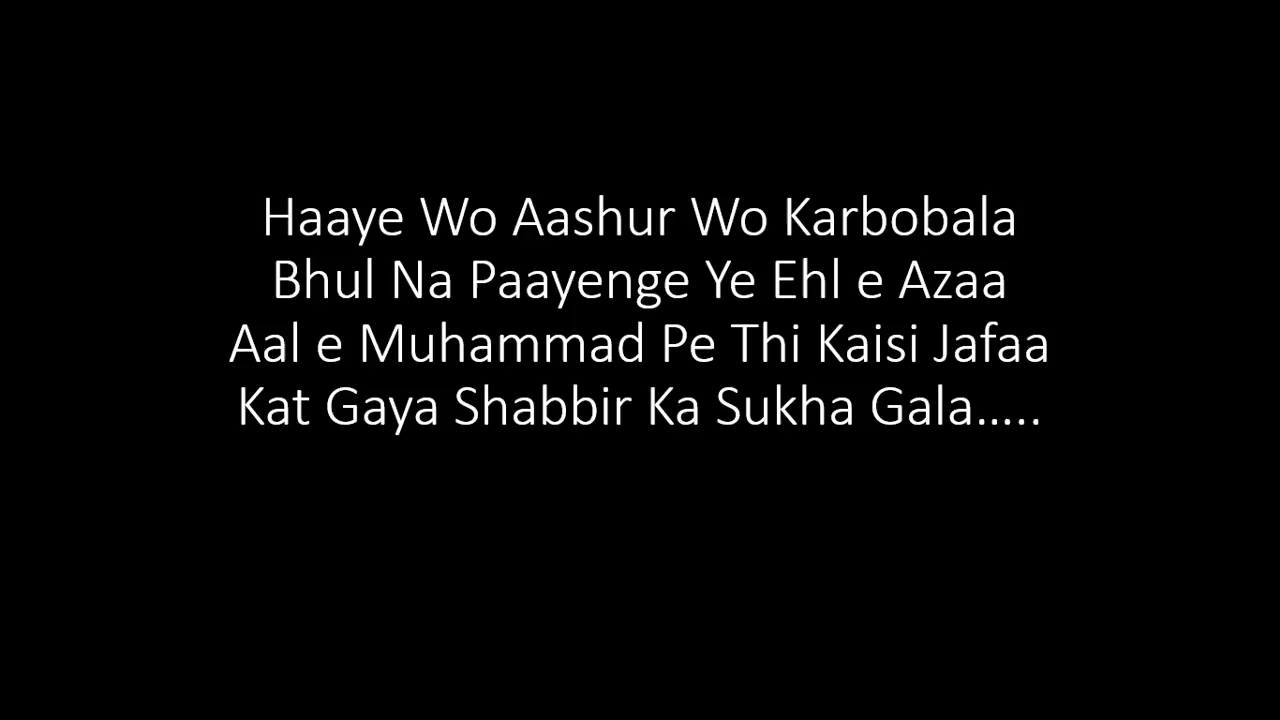 Haaye Wo Aashur Wo Karbobala
Bhul Na Paayenge Ye Ehl e Azaa
Aal e Muhammad Pe Thi Kaisi Jafaa
Kat Gaya Shabbir Ka Sukha Gala.....